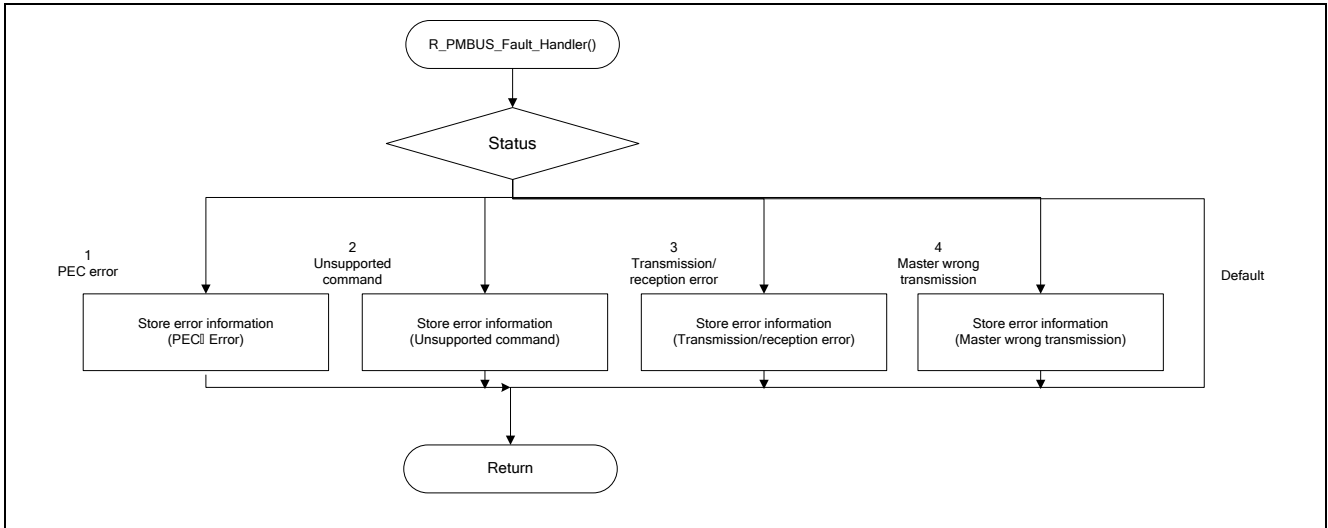 R_PMBUS_Fault_Handler()
Status
1
PEC error
2
Unsupported
command
3
Transmission/
reception error
4
Master wrong
transmission
Default
Store error information
(PEC▯ Error)
Store error information
(Unsupported command)
Store error information
(Transmission/reception error)
Store error information
(Master wrong transmission)
Return